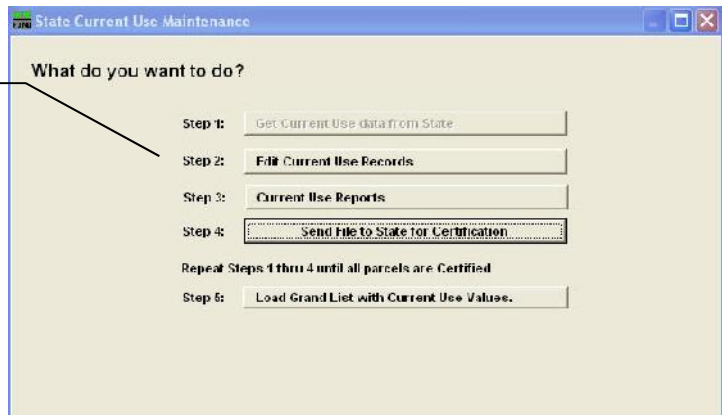 State Current Use Maintenance
What do you want to do?
Step 1: Get Current Use data from State
Step 2: Edit Current Use Records
Step 3: Current Use Reports
Step 4: Send File to State for Certification
Repeat Steps 1 thru 4 until all parcels are Certified
Step 5: Load Grand List with Current Use Values.